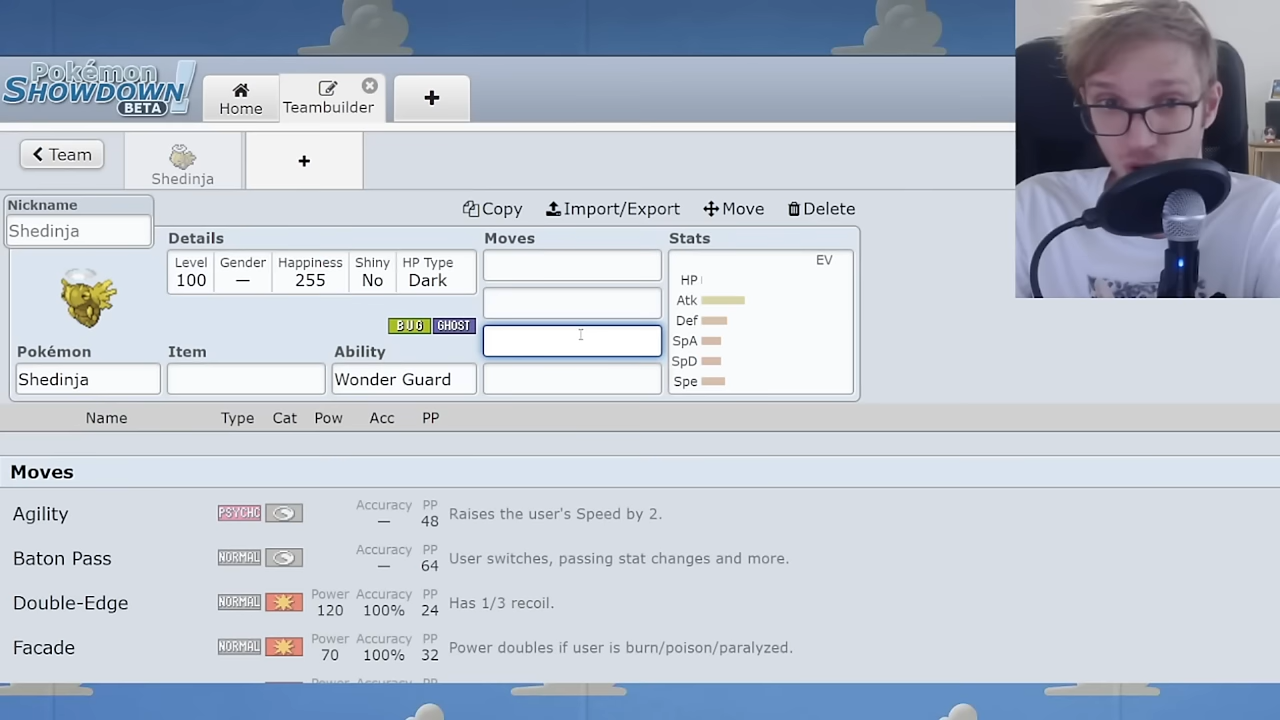 Pokémon
SHOWDOWN!
BETA
Home
Teambuilder
+
Team
Shedinja
+
Nickname
Shedinja
Copy
Import/Export
Move
Delete
Details
Level
100
Gender
—
Happiness
255
Shiny
No
HP Type
Dark
BUG
GHOST
Pokémon
Shedinja
Item
Ability
Wonder Guard
Moves
Stats
EV
HP
Atk
Def
SpA
SpD
Spe
Name Type Cat Pow Acc PP
Moves
Agility PSYCHC Accuracy — PP 48 Raises the user's Speed by 2.
Baton Pass NORMAL Accuracy — PP 64 User switches, passing stat changes and more.
Double-Edge NORMAL Power 120 Accuracy 100% PP 24 Has 1/3 recoil.
Facade NORMAL Power 70 Accuracy 100% PP 32 Power doubles if user is burn/poison/paralyzed.